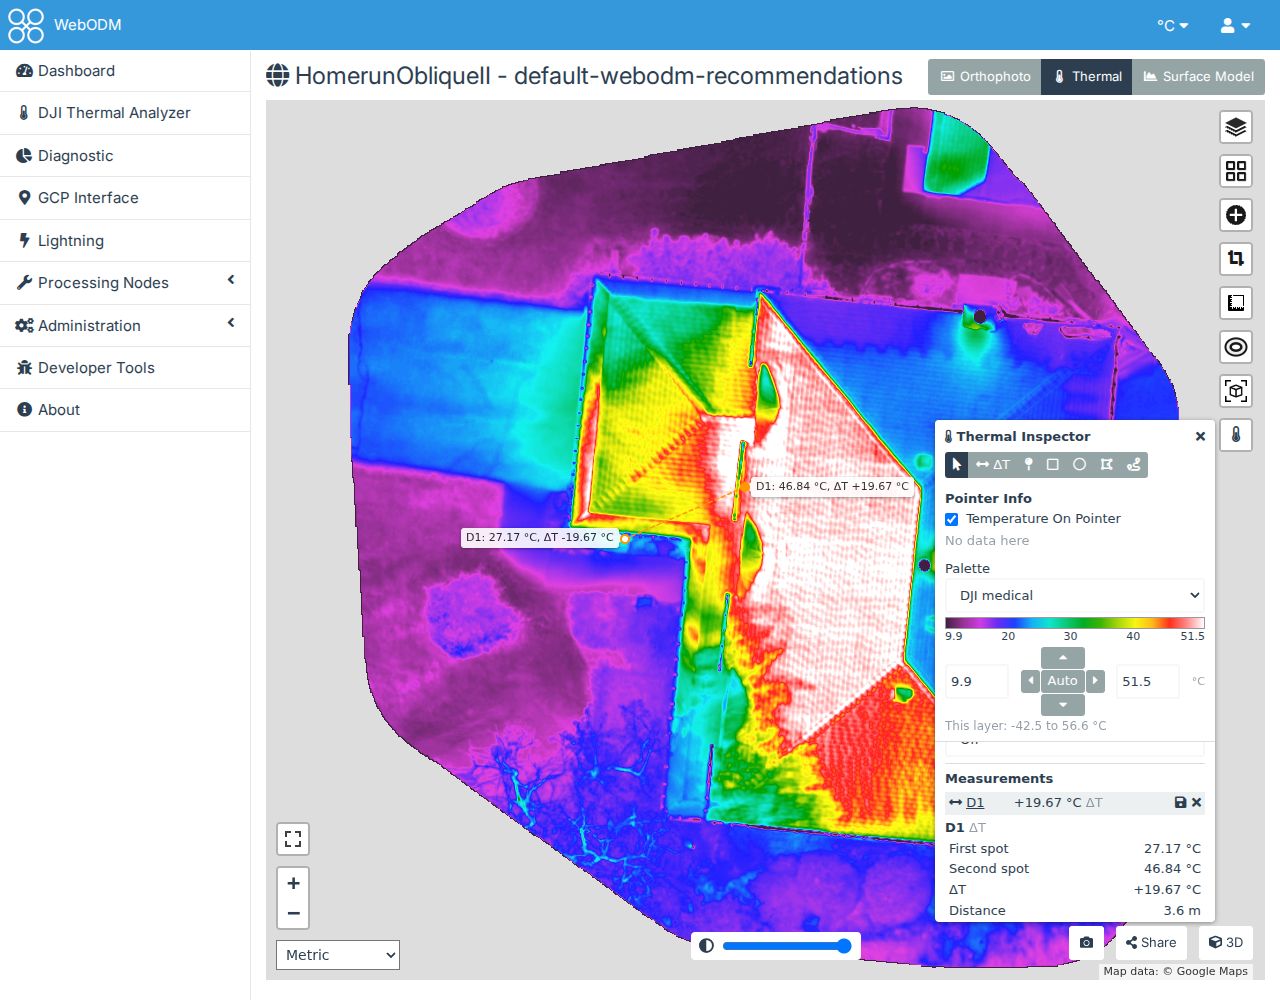 WebODM
°C
Dashboard
DJI Thermal Analyzer
Diagnostic
GCP Interface
Lightning
Processing Nodes
Administration
Developer Tools
About
HomerunObliquell - default-webodm-recommendations
Orthophoto
Thermal
Surface Model
D1: 46.84 °C, ΔT +19.67 °C
D1: 27.17 °C, ΔT -19.67 °C
Thermal Inspector
ΔT
Pointer Info
Temperature On Pointer
No data here
Palette
DJI medical
9.9 20 30 40 51.5
9.9 Auto 51.5 °C
This layer: -42.5 to 56.6 °C
Measurements
D1 +19.67 °C ΔT
D1 ΔT
First spot 27.17 °C
Second spot 46.84 °C
ΔT +19.67 °C
Distance 3.6 m
+
−
Metric
Share
3D
Map data: © Google Maps